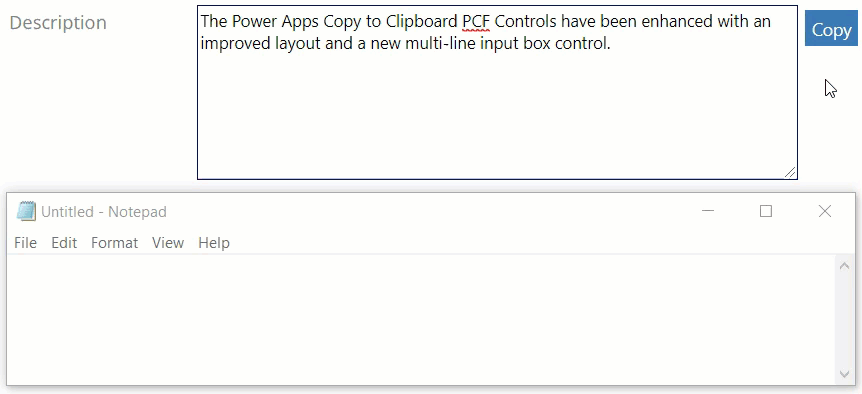 Description
The Power Apps Copy to Clipboard PCF Controls have been enhanced with an
improved layout and a new multi-line input box control.
Copy
Untitled - Notepad
File Edit Format View Help